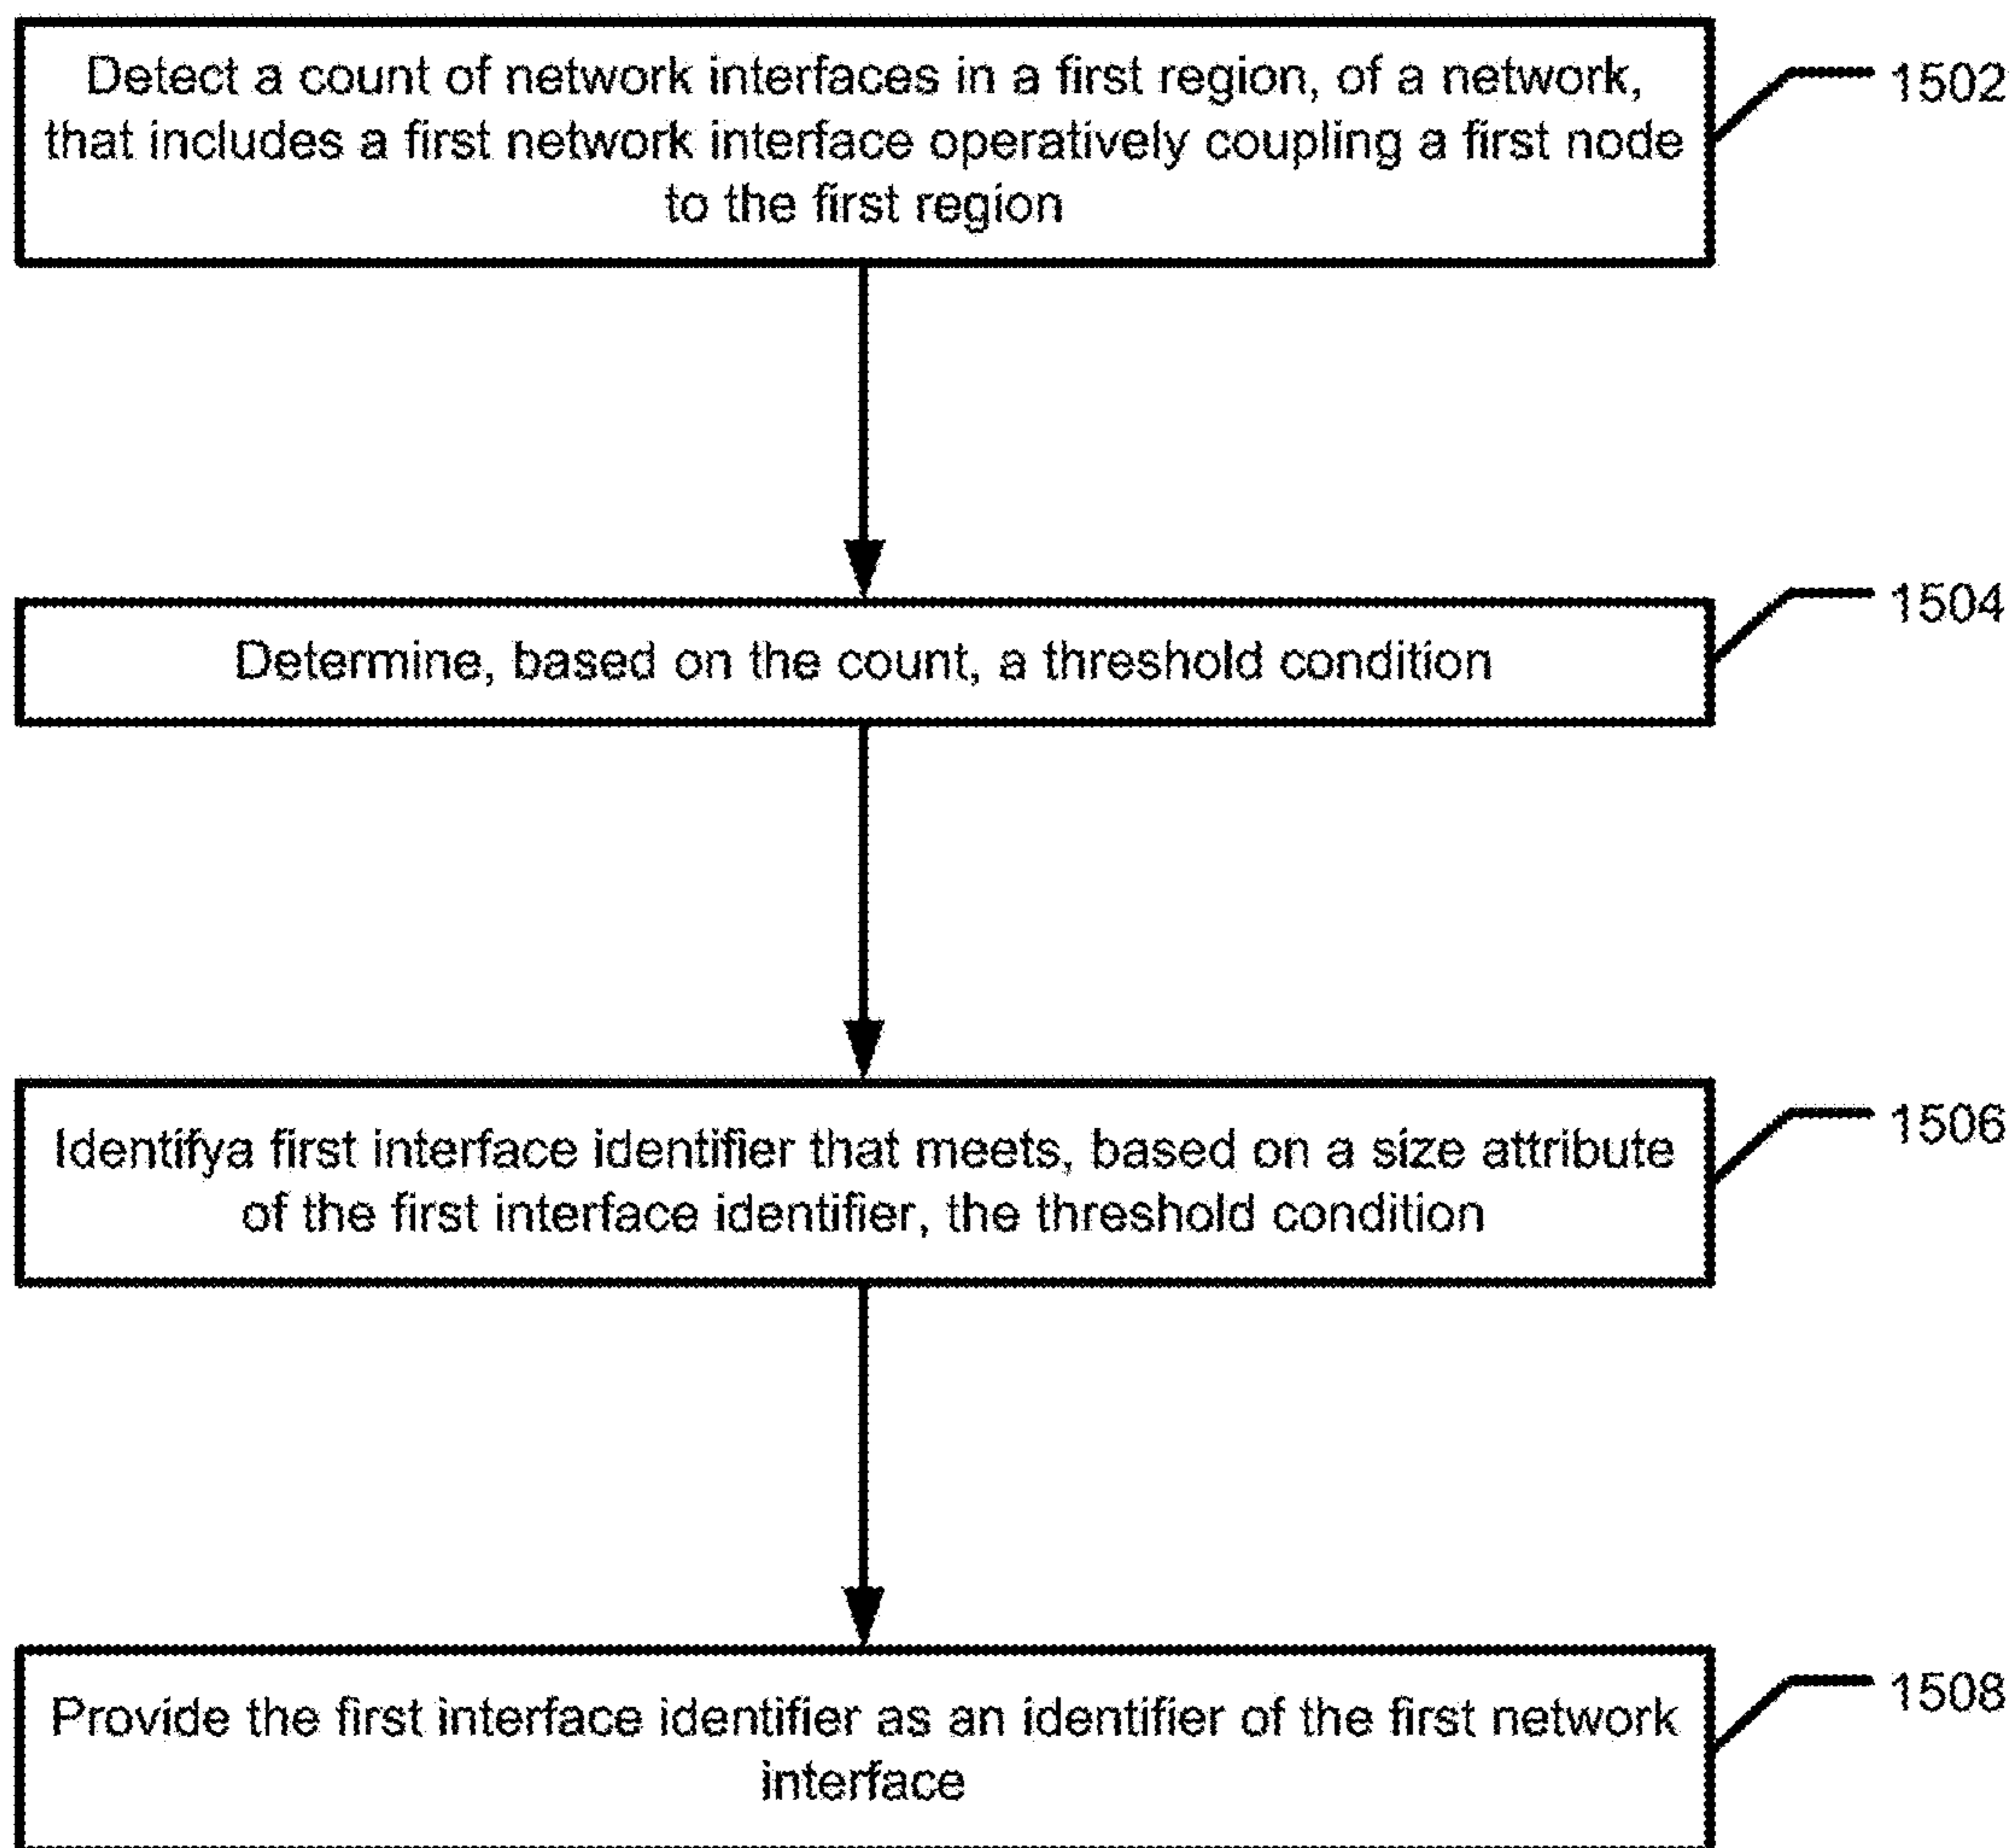 Detect a count of network interfaces in a first region, of a network,
that includes a first network interface operatively coupling a first node
to the first region
1502
Determine, based on the count, a threshold condition
1504
Identifya first interface identifier that meets, based on a size attribute
of the first interface identifier, the threshold condition
1506
Provide the first interface identifier as an identifier of the first network
interface
1508